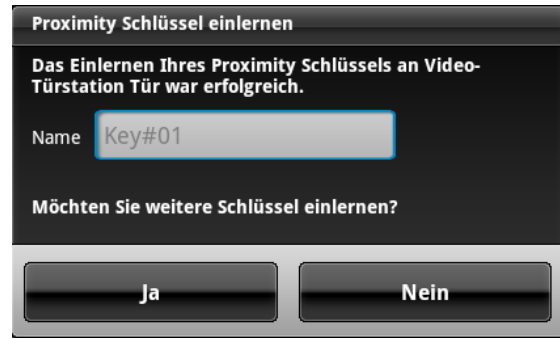 Proximity Schlüssel einlernen
Das Einlernen Ihres Proximity Schlüssels an Video-
Türstation Tür war erfolgreich.
Name Key#01
Möchten Sie weitere Schlüssel einlernen?
Ja Nein